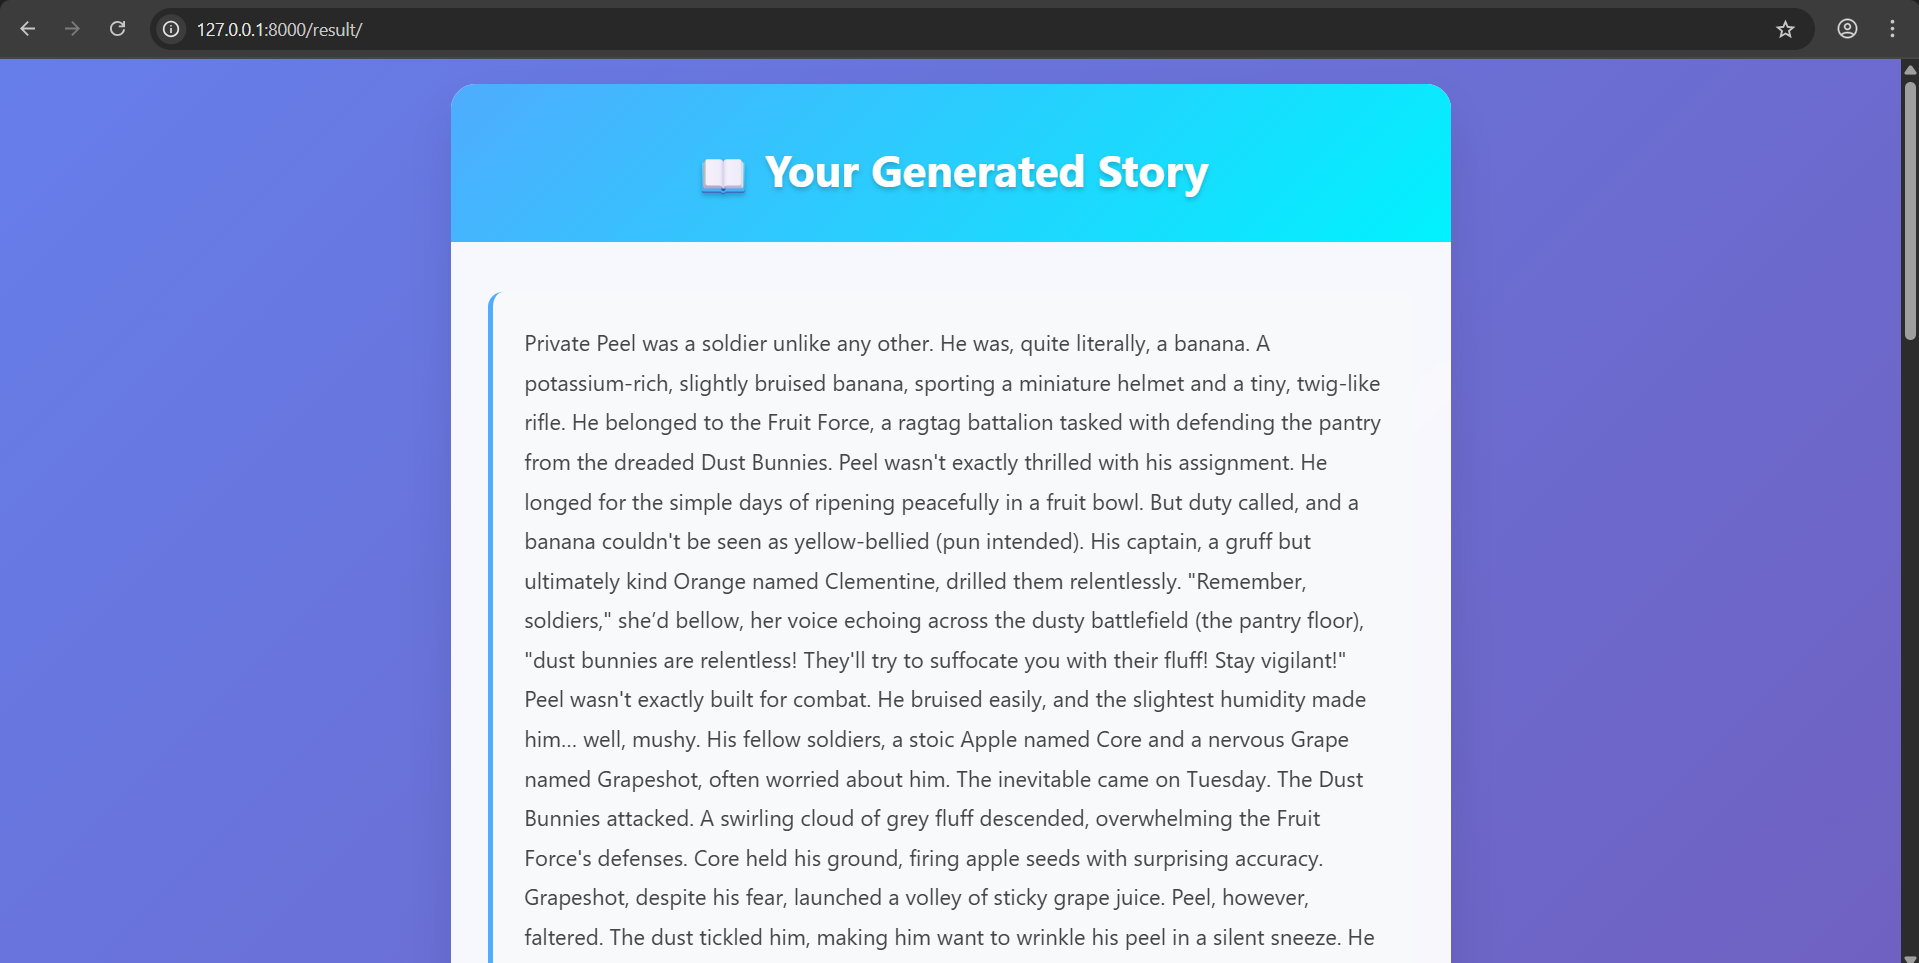 127.0.0.1:8000/result/
📖 Your Generated Story
Private Peel was a soldier unlike any other. He was, quite literally, a banana. A
potassium-rich, slightly bruised banana, sporting a miniature helmet and a tiny, twig-like
rifle. He belonged to the Fruit Force, a ragtag battalion tasked with defending the pantry
from the dreaded Dust Bunnies. Peel wasn't exactly thrilled with his assignment. He
longed for the simple days of ripening peacefully in a fruit bowl. But duty called, and a
banana couldn't be seen as yellow-bellied (pun intended). His captain, a gruff but
ultimately kind Orange named Clementine, drilled them relentlessly. "Remember,
soldiers," she’d bellow, her voice echoing across the dusty battlefield (the pantry floor),
"dust bunnies are relentless! They'll try to suffocate you with their fluff! Stay vigilant!"
Peel wasn't exactly built for combat. He bruised easily, and the slightest humidity made
him... well, mushy. His fellow soldiers, a stoic Apple named Core and a nervous Grape
named Grapeshot, often worried about him. The inevitable came on Tuesday. The Dust
Bunnies attacked. A swirling cloud of grey fluff descended, overwhelming the Fruit
Force's defenses. Core held his ground, firing apple seeds with surprising accuracy.
Grapeshot, despite his fear, launched a volley of sticky grape juice. Peel, however,
faltered. The dust tickled him, making him want to wrinkle his peel in a silent sneeze. He